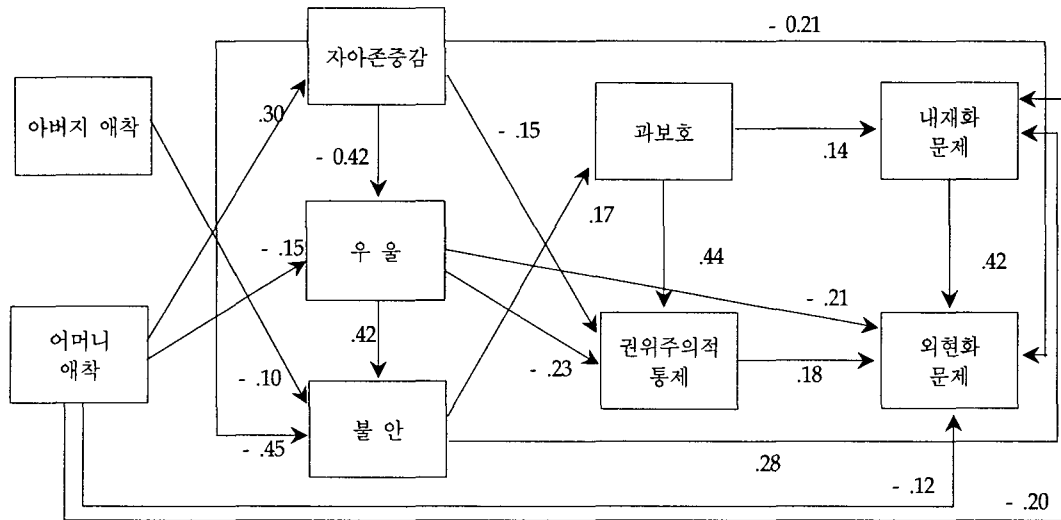 - 0.21
자아존중감
아버지 애착
.30
- .15
과보호
내재화
문제
- 0.42
.14
.17
우 울
- .15
.44
.42
- .21
.42
어머니
애착
권위주의적
통제
외현화
문제
- .10
- .23
.18
불 안
- .45
.28
- .12
- .20